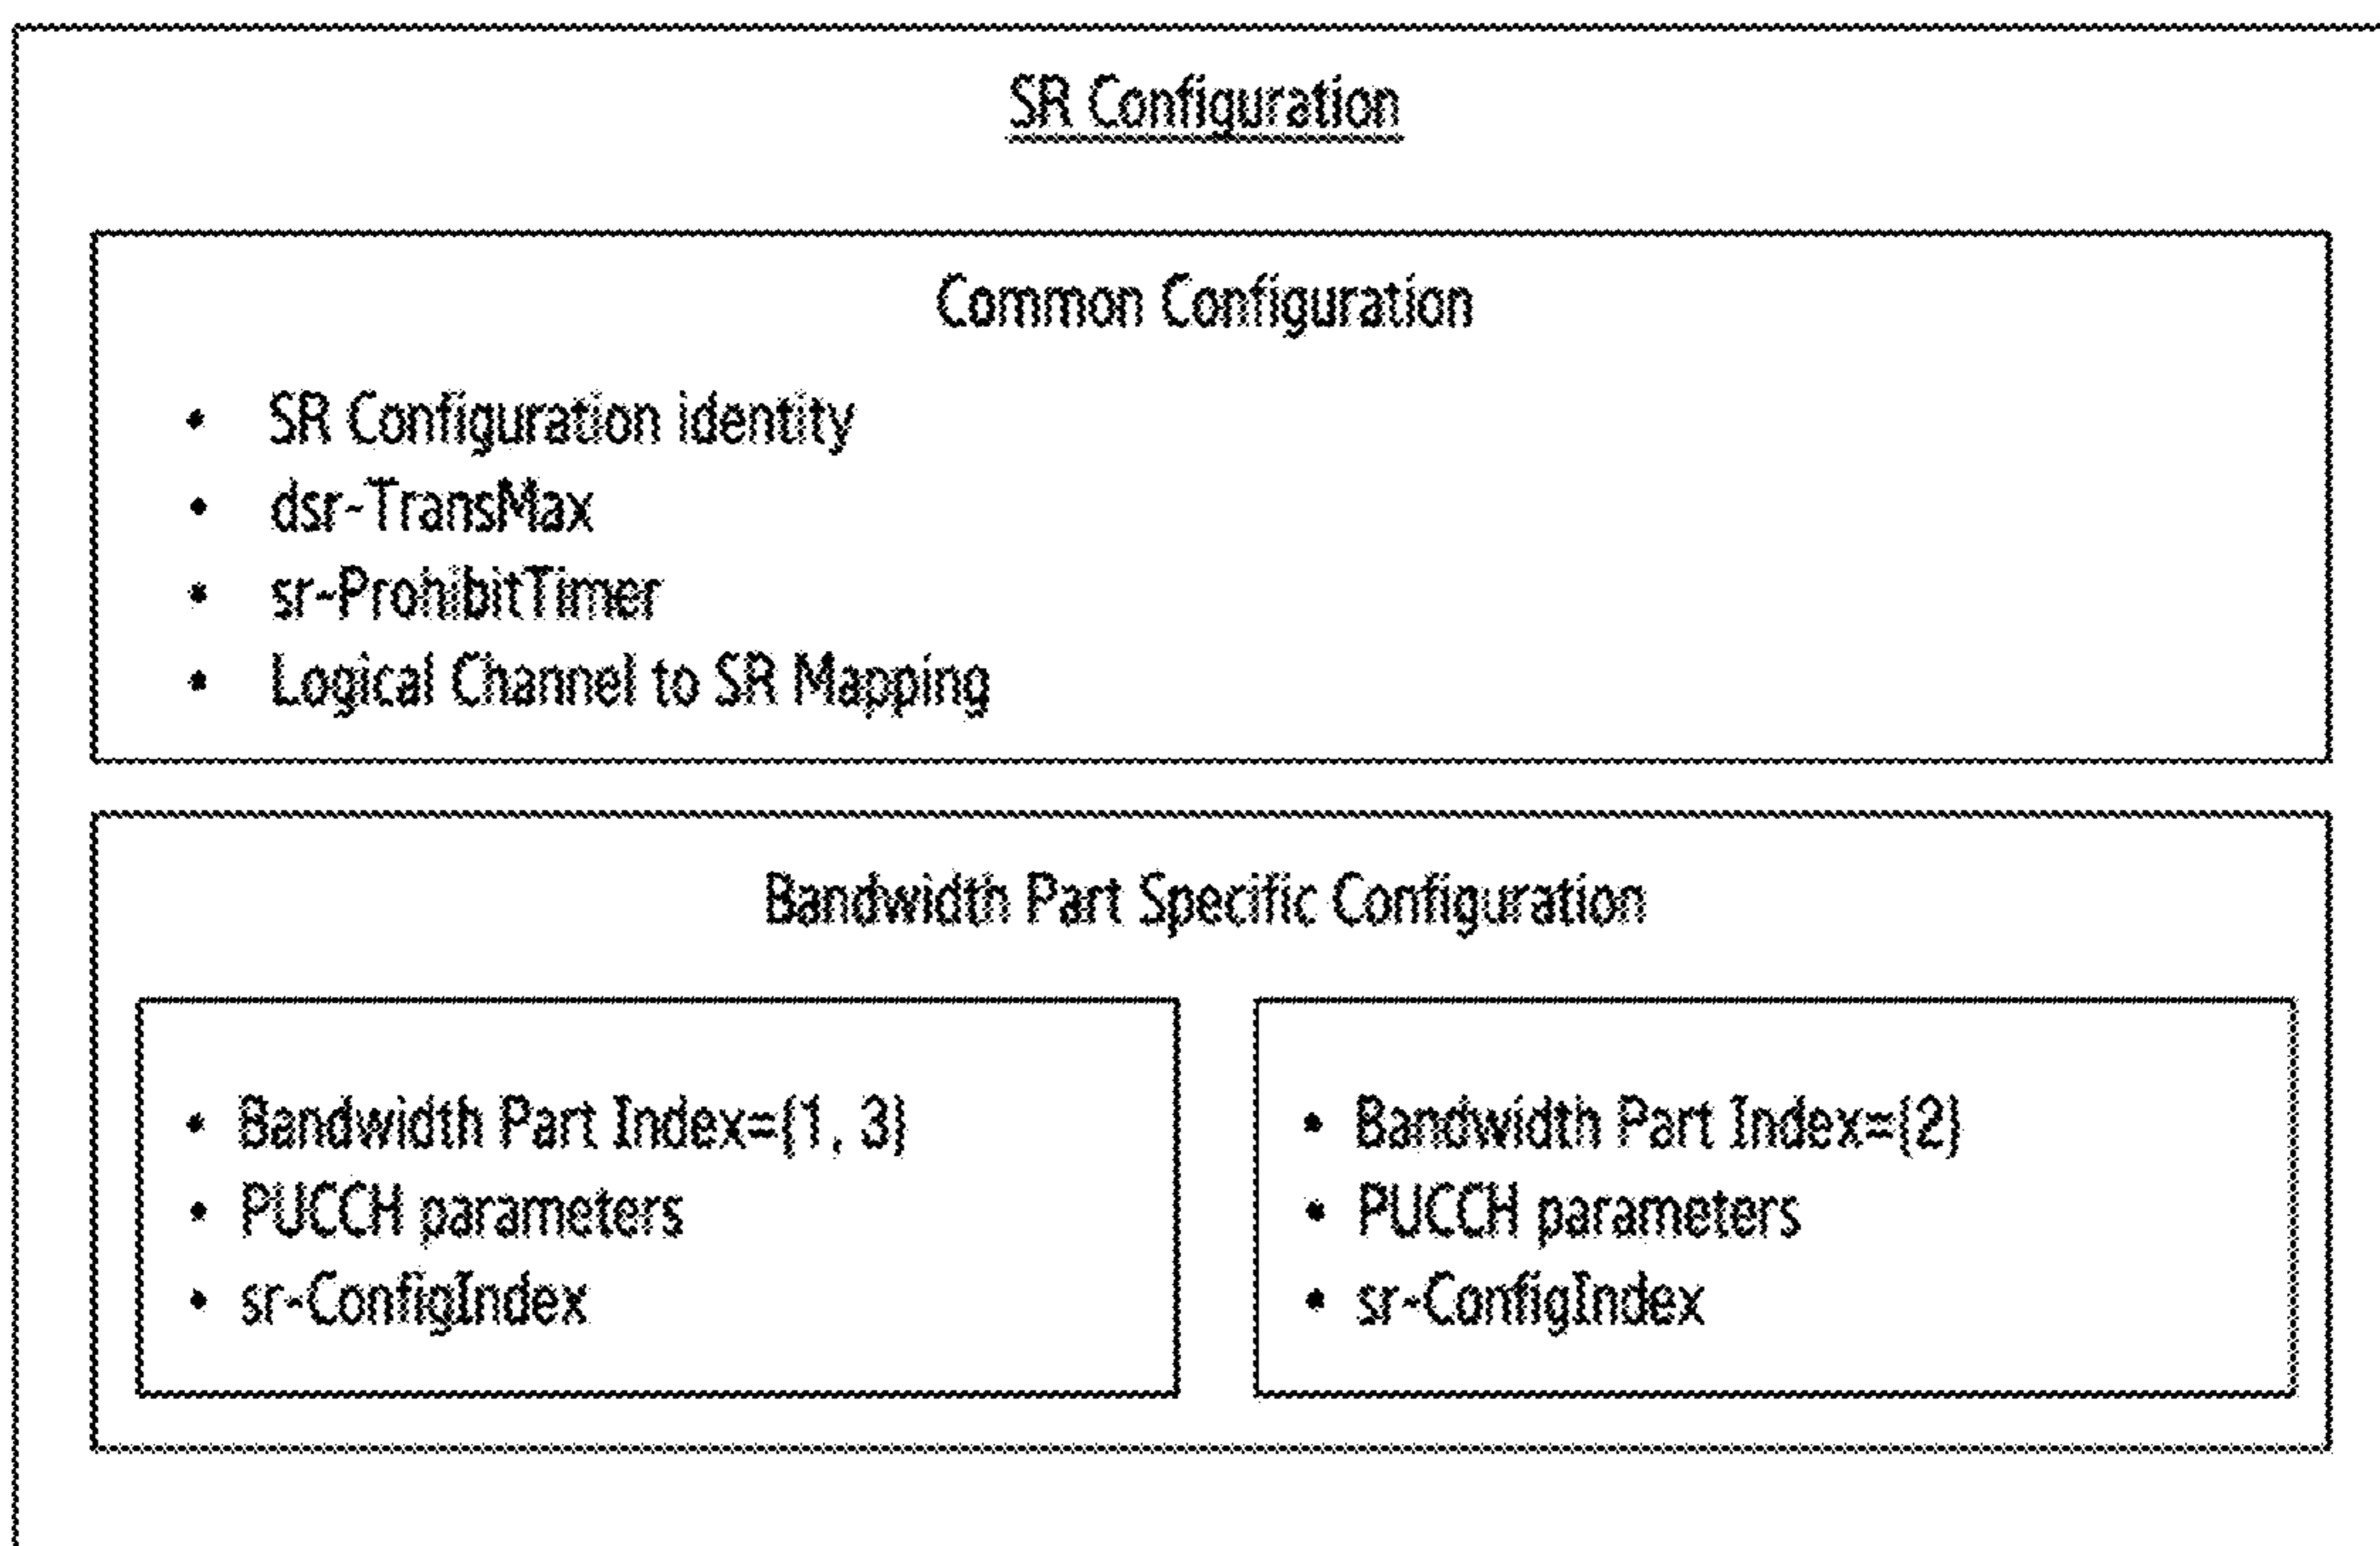 SR Configuration
Common Configuration
• SR Configuration identity
• dsr-TransMax
• sr-ProhibitTimer
• Logical Channel to SR Mapping
Bandwidth Part Specific Configuration
• Bandwidth Part Index={1, 3}
• PUCCH parameters
• sr-ConfigIndex
• Bandwidth Part Index={2}
• PUCCH parameters
• sr-ConfigIndex